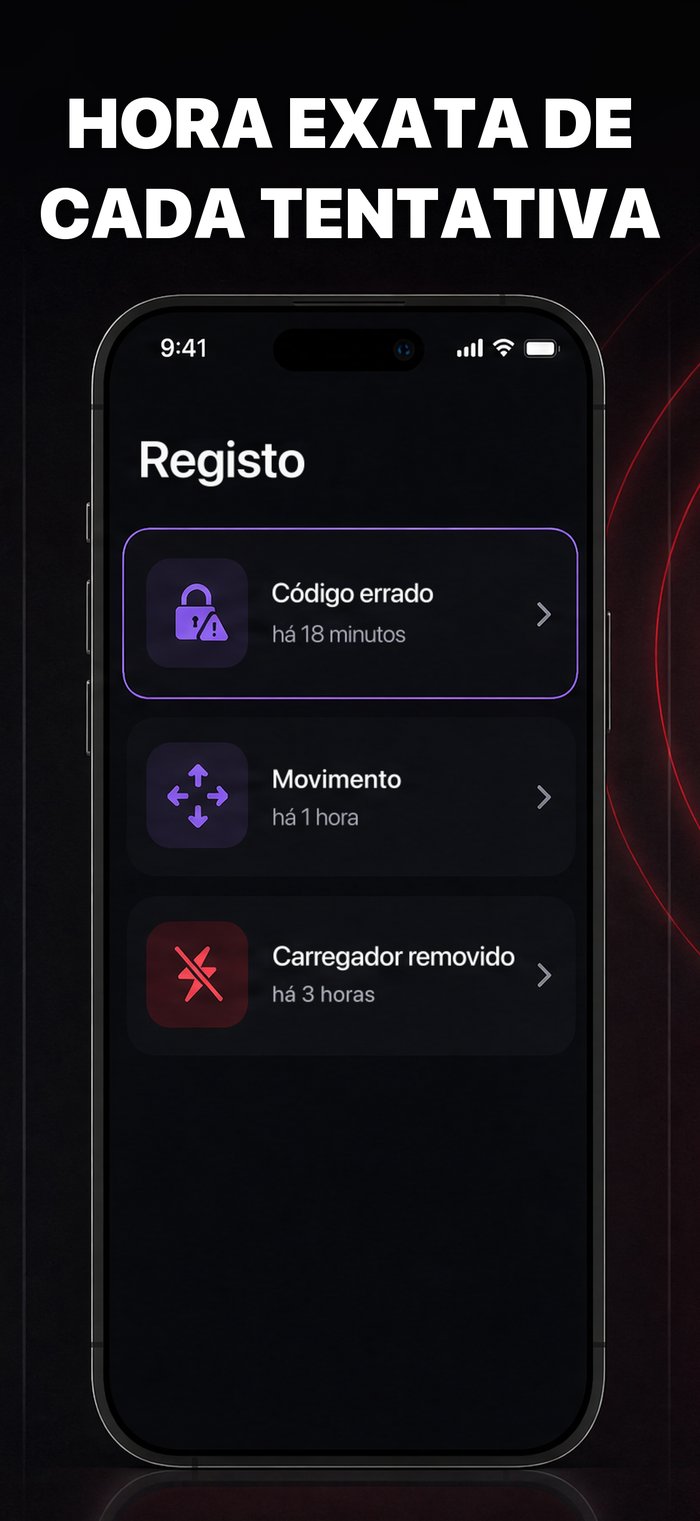 HORA EXATA DE
CADA TENTATIVA
9:41
Registo
Código errado
há 18 minutos
Movimento
há 1 hora
Carregador removido
há 3 horas